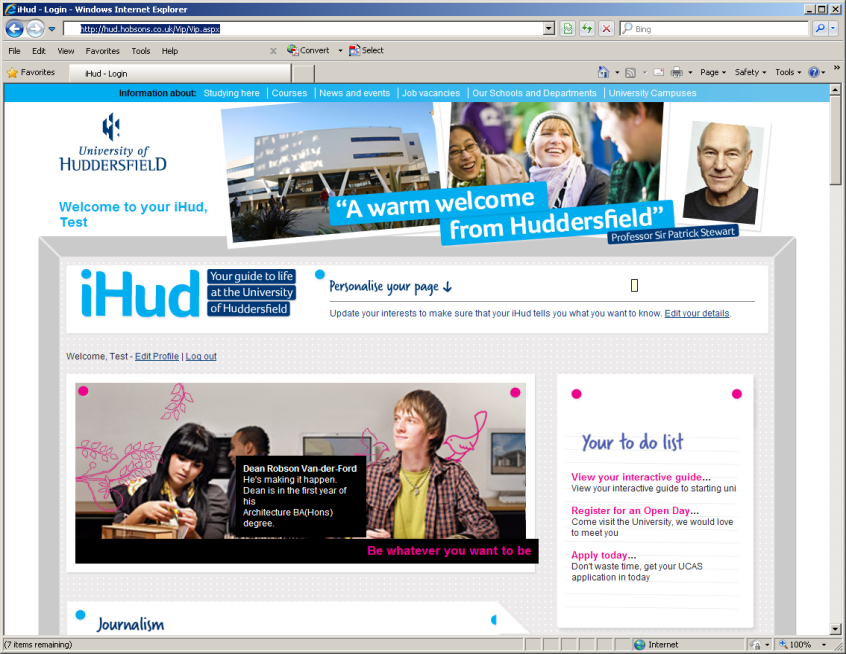 iHud - Login - Windows Internet Explorer
http://hud.hobsons.co.uk/Vip/Vip.aspx
Bing
File Edit View Favorites Tools Help
x Convert Select
Favorites
iHud - Login
Page Safety Tools
Information about: Studying here | Courses | News and events | Job vacancies | Our Schools and Departments | University Campuses
University of
HUDDERSFIELD
Welcome to your iHud,
Test
“A warm welcome
from Huddersfield”
Professor Sir Patrick Stewart
iHud
Your guide to life
at the University
of Huddersfield
Personalise your page ↓
Update your interests to make sure that your iHud tells you what you want to know. Edit your details.
Welcome, Test - Edit Profile | Log out
Dean Robson Van-der-Ford
He's making it happen.
Dean is in the first year of
his
Architecture BA(Hons)
degree.
Be whatever you want to be
Your to do list
View your interactive guide...
View your interactive guide to starting uni
Register for an Open Day...
Come visit the University, we would love
to meet you
Apply today...
Don't waste time, get your UCAS
application in today
Journalism
(7 items remaining)
Internet
100%